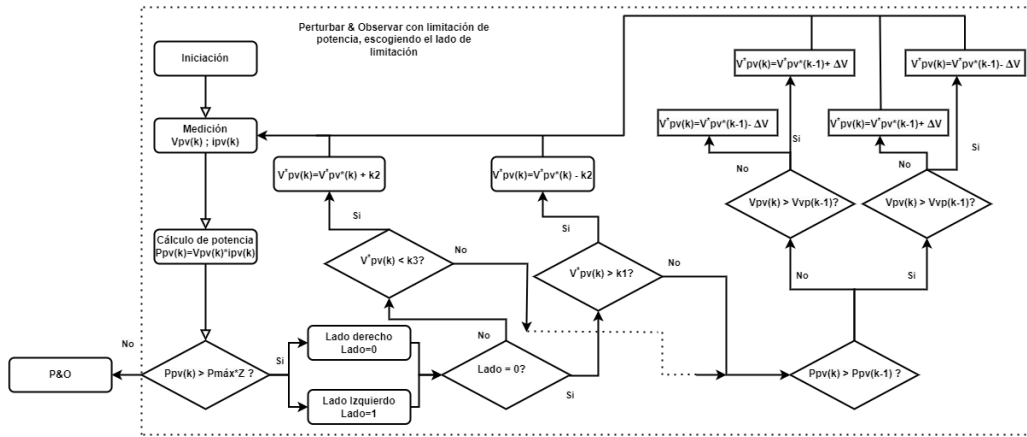 Perturbar & Observar con limitación de
potencia, escogiendo el lado de
limitación
Iniciación
Medición
Vpv(k) ; ipv(k)
Cálculo de potencia
Ppv(k)=Vpv(k)*ipv(k)
Ppv(k) > Pmáx*Z ?
No
P&O
Si
Lado derecho
Lado=0
Lado Izquierdo
Lado=1
Lado = 0?
No
Si
V*pv(k) < k3?
Si
No
V*pv(k)=V*pv*(k) + k2
V*pv(k) > k1?
Si
No
V*pv(k)=V*pv*(k) - k2
Ppv(k) > Ppv(k-1) ?
No
Si
Vpv(k) > Vvp(k-1)?
No
Si
V*pv(k)=V*pv*(k-1)- ΔV
V*pv(k)=V*pv*(k-1)+ ΔV
Vpv(k) > Vvp(k-1)?
No
Si
V*pv(k)=V*pv*(k-1)+ ΔV
V*pv(k)=V*pv*(k-1)- ΔV